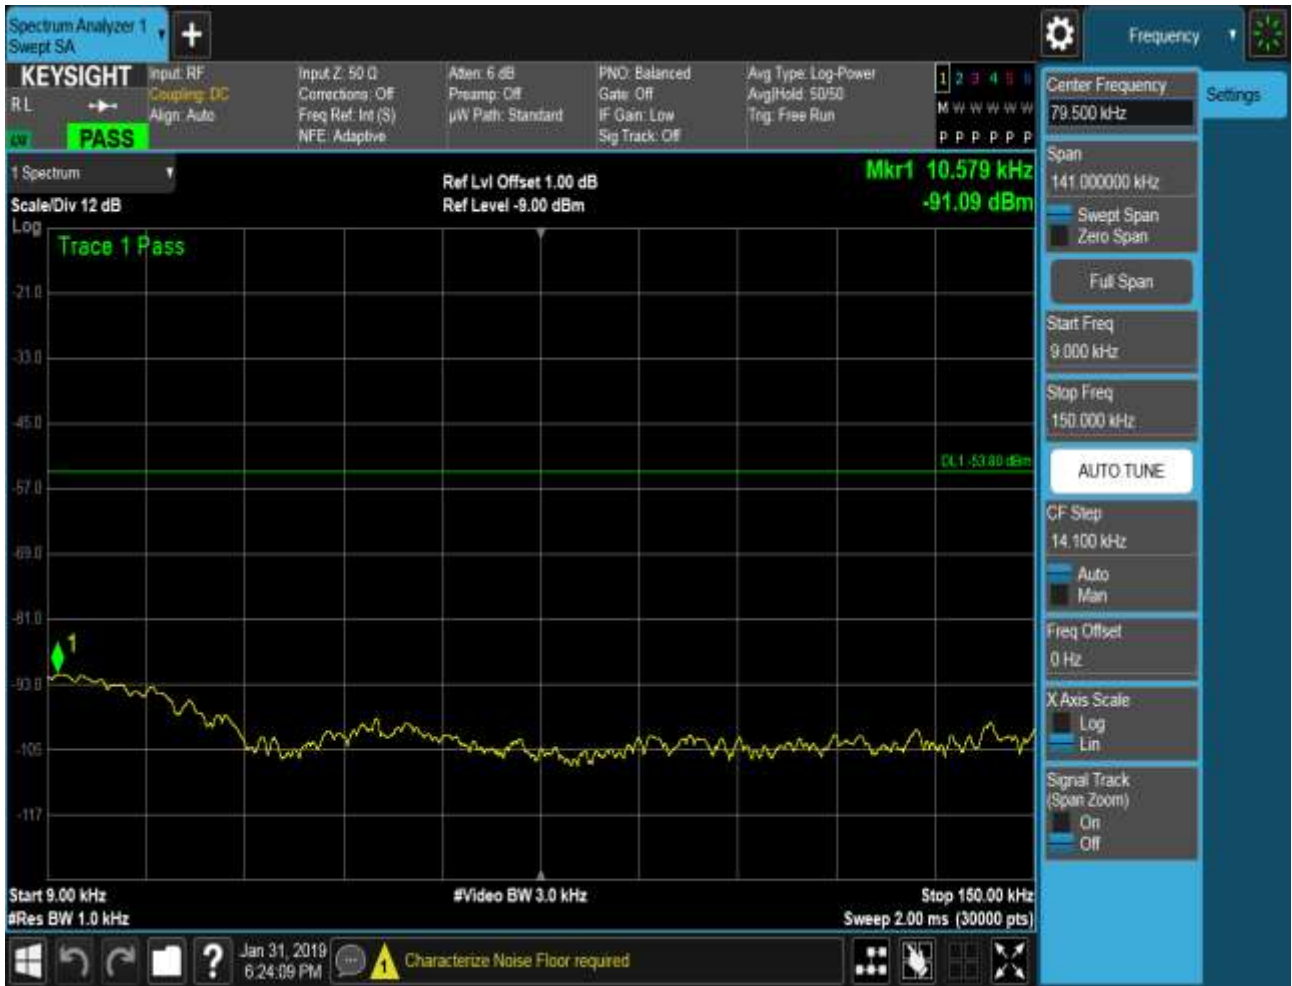 Spectrum Analyzer 1
Swept SA
+
Frequency
KEYSIGHT
RL
PASS
Input: RF
Coupling: DC
Align: Auto
Input Z: 50 Ω
Corrections: Off
Freq Ref: Int (S)
NFE: Adaptive
Atten: 6 dB
Preamp: Off
µW Path: Standard
PNO: Balanced
Gate: Off
IF Gain: Low
Sig Track: Off
Avg Type: Log-Power
Avg|Hold: 50/50
Trig: Free Run
1 2 3 4 5 6
M W W W W W
P P P P P P
1 Spectrum
Scale/Div 12 dB
Log
Ref Lvl Offset 1.00 dB
Ref Level -9.00 dBm
Mkr1 10.579 kHz
-91.09 dBm
Trace 1 Pass
-21.0
-33.0
-45.0
DL1 -53.80 dBm
-57.0
-69.0
-81.0
1
-93.0
-105
-117
Start 9.00 kHz
#Res BW 1.0 kHz
#Video BW 3.0 kHz
Stop 150.00 kHz
Sweep 2.00 ms (30000 pts)
Center Frequency
79.500 kHz
Span
141.000000 kHz
Swept Span
Zero Span
Full Span
Start Freq
9.000 kHz
Stop Freq
150.000 kHz
AUTO TUNE
CF Step
14.100 kHz
Auto
Man
Freq Offset
0 Hz
X Axis Scale
Log
Lin
Signal Track
(Span Zoom)
On
Off
Settings
?
Jan 31, 2019
6:24:09 PM
1
Characterize Noise Floor required